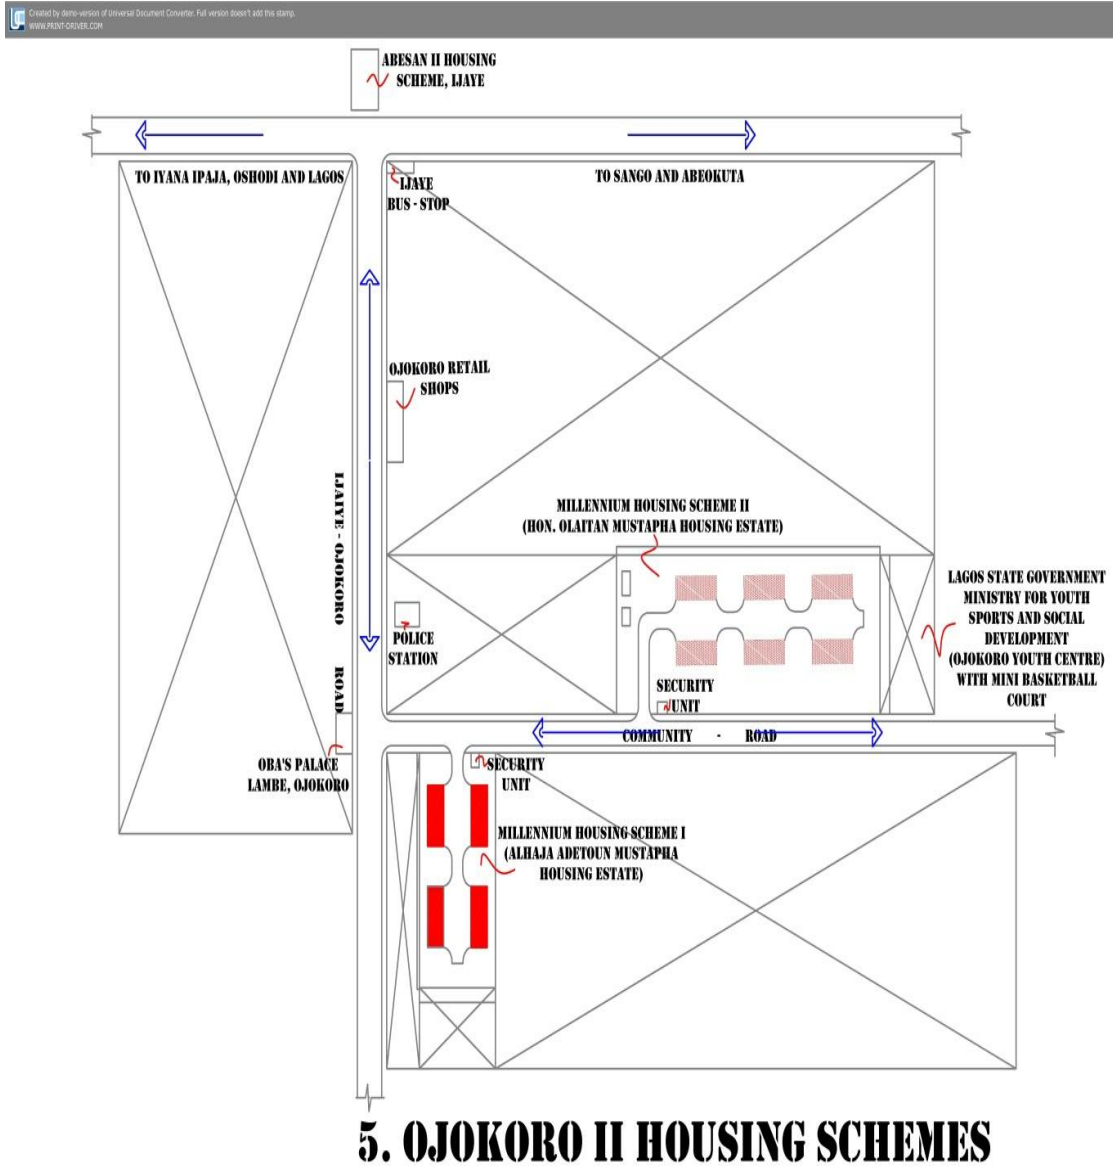 Created by demo-version of Universal Document Converter. Full version doesn't add this stamp.
WWW.PRINT-DRIVER.COM
ABESAN II HOUSING
SCHEME, IJAYE
TO IYANA IPAJA, OSHODI AND LAGOS
TO SANGO AND ABEOKUTA
IJAYE
BUS - STOP
OJOKORO RETAIL
SHOPS
IJAIYE - OJOKORO ROAD
MILLENNIUM HOUSING SCHEME II
(HON. OLAITAN MUSTAPHA HOUSING ESTATE)
LAGOS STATE GOVERNMENT
MINISTRY FOR YOUTH
SPORTS AND SOCIAL
DEVELOPMENT
(OJOKORO YOUTH CENTRE)
WITH MINI BASKETBALL
COURT
POLICE
STATION
SECURITY
UNIT
COMMUNITY - ROAD
OBA'S PALACE
LAMBE, OJOKORO
SECURITY
UNIT
MILLENNIUM HOUSING SCHEME I
(ALHAJA ADETOUN MUSTAPHA
HOUSING ESTATE)
5. OJOKORO II HOUSING SCHEMES